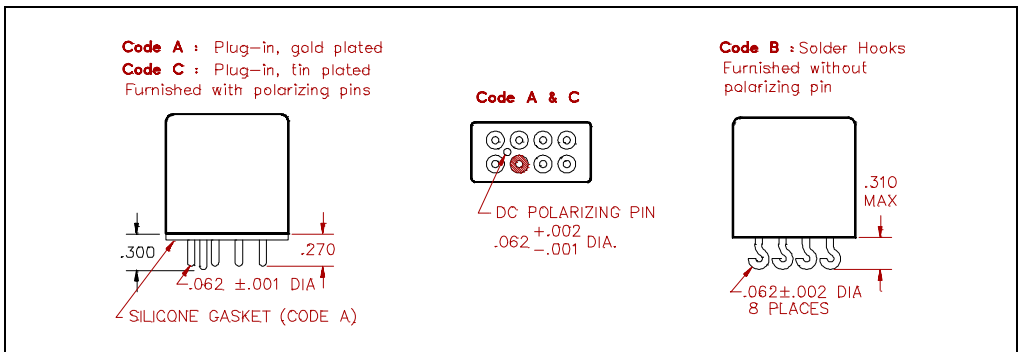 Code A : Plug-in, gold plated
Code C : Plug-in, tin plated
Furnished with polarizing pins
.300
.270
.062 ±.001 DIA
SILICONE GASKET (CODE A)
Code A & C
DC POLARIZING PIN
.062 +.002 -.001 DIA.
Code B : Solder Hooks
Furnished without
polarizing pin
.310
MAX
.062±.002 DIA
8 PLACES